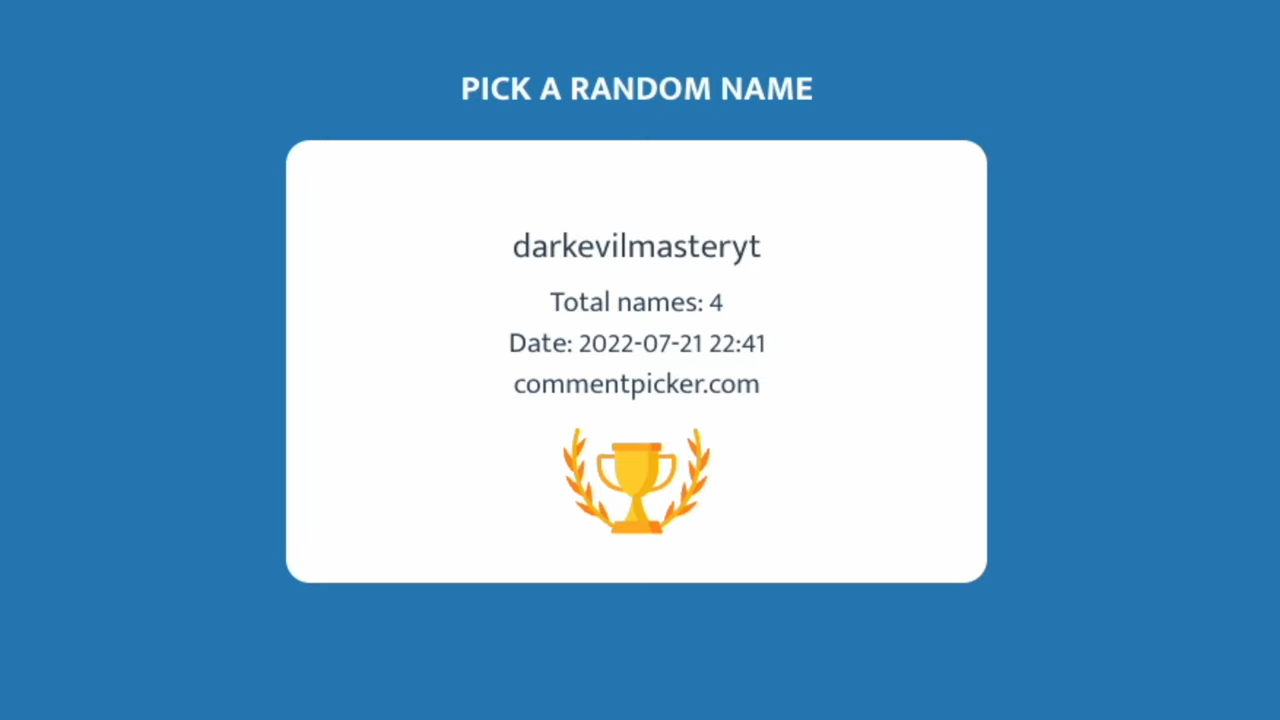 PICK A RANDOM NAME
darkevilmasteryt
Total names: 4
Date: 2022-07-21 22:41
commentpicker.com